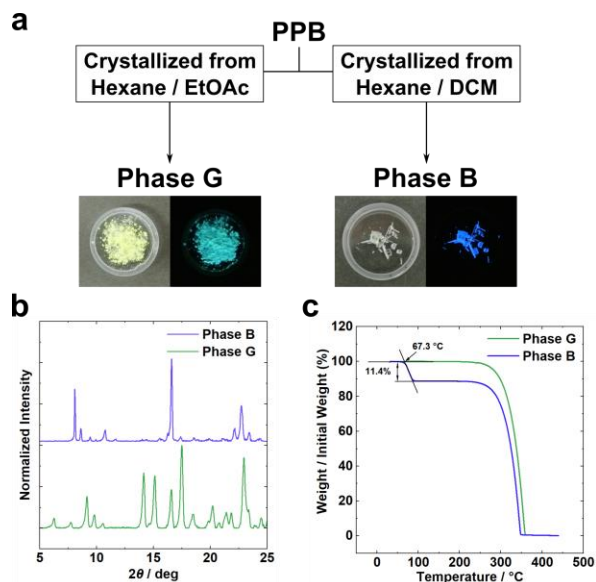 a
PPB
Crystallized from
Hexane / EtOAc
Crystallized from
Hexane / DCM
Phase G
Phase B
b
Phase B
Phase G
Normalized Intensity
5 10 15 20 25
2θ / deg
c
120
100
80
60
40
20
0
67.3 °C
11.4%
Phase G
Phase B
Weight / Initial Weight (%)
0 100 200 300 400 500
Temperature / °C